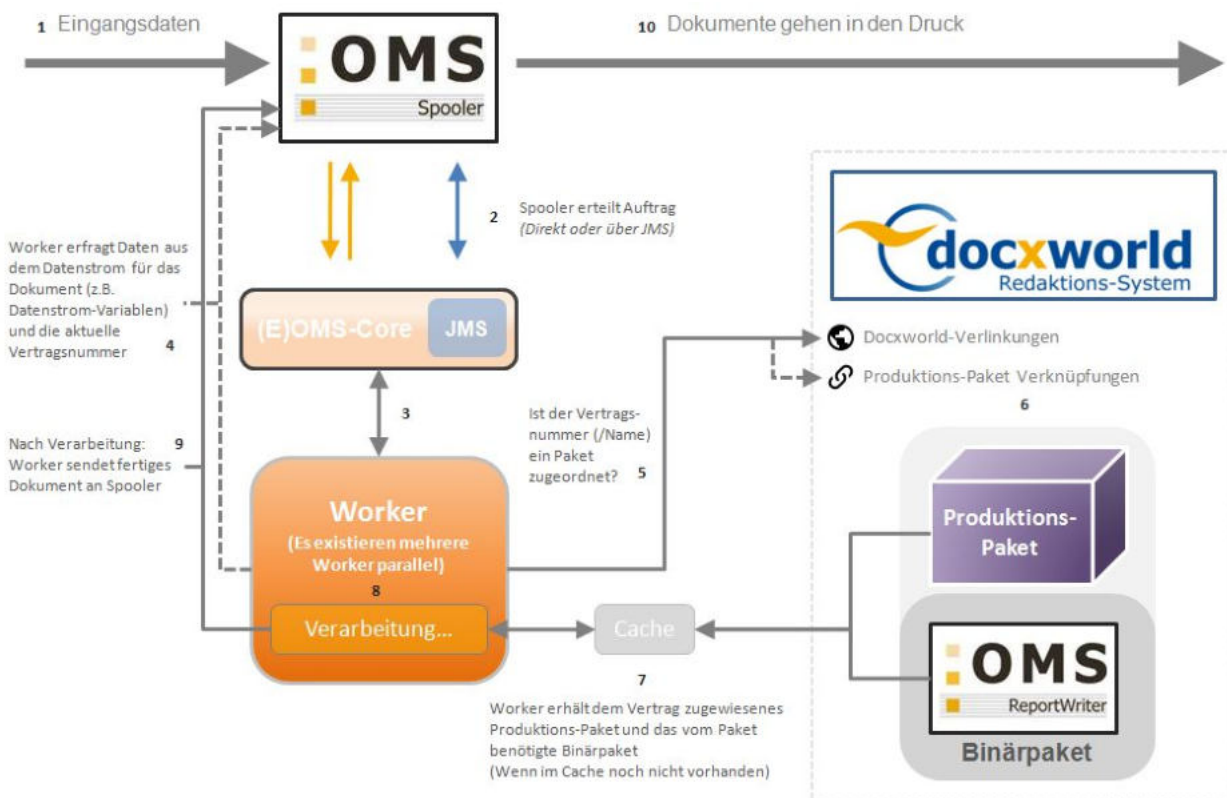 1 Eingangsdaten
OMS
Spooler
10 Dokumente gehen in den Druck
2 Spooler erteilt Auftrag
(Direkt oder über JMS)
docxworld
Redaktions-System
Worker erfragt Daten aus
dem Datenstrom für das
Dokument (z.B.
Datenstrom-Variablen)
und die aktuelle
Vertragsnummer 4
(E)OMS-Core
JMS
Docxworld-Verlinkungen
Produktions-Paket Verknüpfungen
6
3
Ist der Vertrags-
nummer (/Name)
ein Paket
zugeordnet? 5
Nach Verarbeitung: 9
Worker sendet fertiges
Dokument an Spooler
Worker
(Es existieren mehrere
Worker parallel)
8
Verarbeitung...
Cache
7
Worker erhält dem Vertrag zugewiesenes
Produktions-Paket und das vom Paket
benötigte Binärpaket
(Wenn im Cache noch nicht vorhanden)
Produktions-
Paket
OMS
ReportWriter
Binärpaket